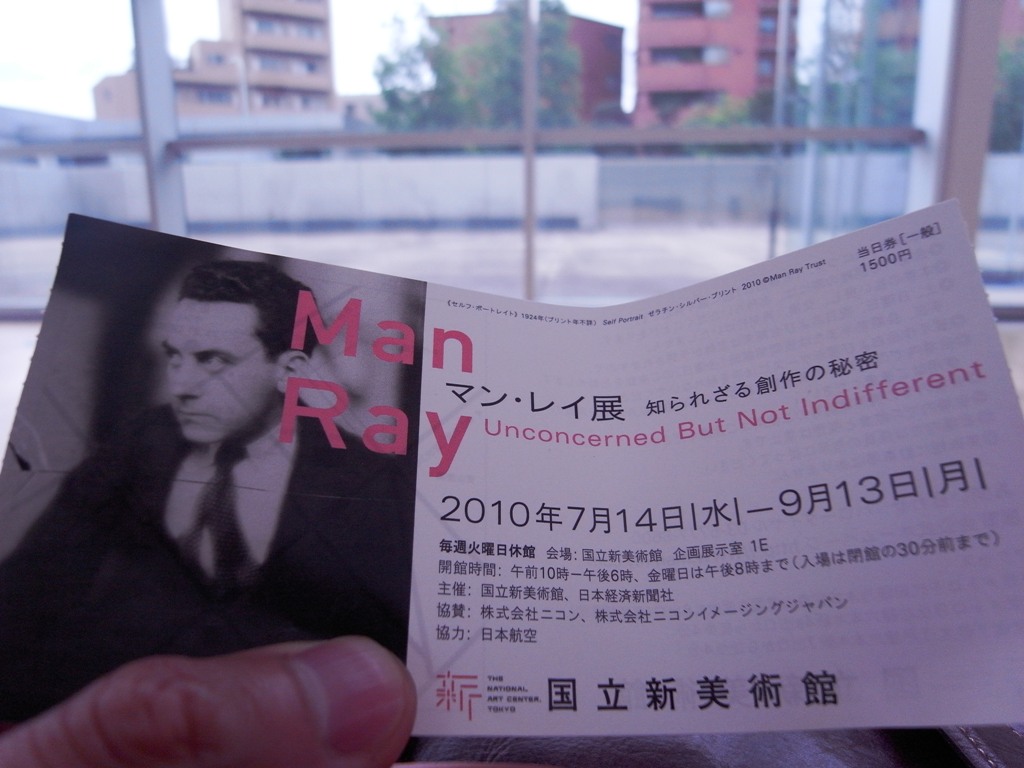 Man
Ray
当日券［一般］
1500円
《セルフ・ポートレイト》 1924年（プリント年不詳） Self Portrait ゼラチン・シルバー・プリント 2010 ©Man Ray Trust
マン・レイ展 知られざる創作の秘密
Unconcerned But Not Indifferent
2010年7月14日|水|－9月13日|月|
毎週火曜日休館 会場：国立新美術館 企画展示室 1E
開館時間：午前10時ー午後6時、金曜日は午後8時まで（入場は閉館の30分前まで）
主催：国立新美術館、日本経済新聞社
協賛：株式会社ニコン、株式会社ニコンイメージングジャパン
協力：日本航空
新
THE
NATIONAL
ART CENTER,
TOKYO
国立新美術館